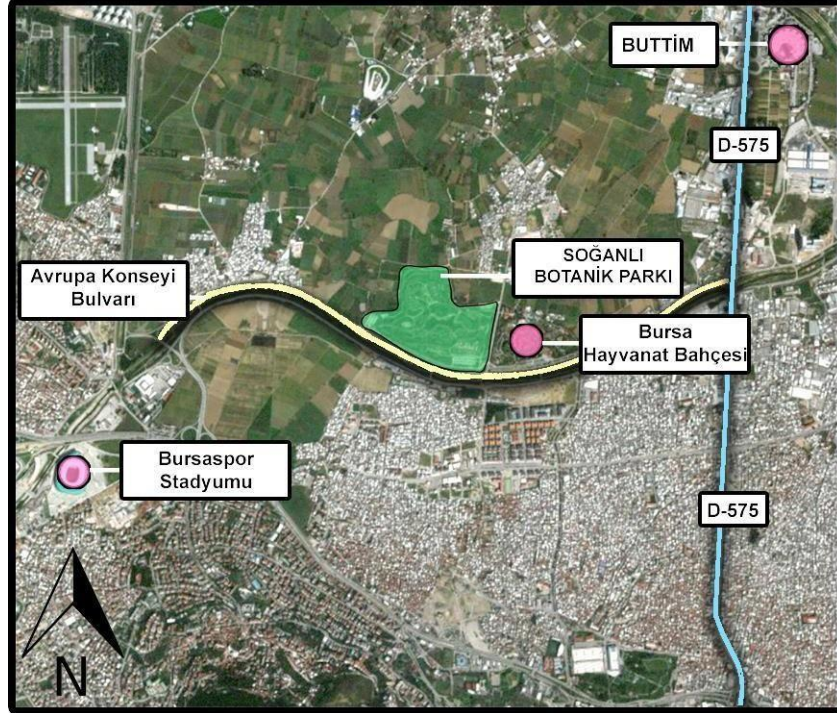 BUTTİM
D-575
SOĞANLI
BOTANİK PARKI
Avrupa Konseyi
Bulvarı
Bursa
Hayvanat Bahçesi
Bursaspor
Stadyumu
D-575
N